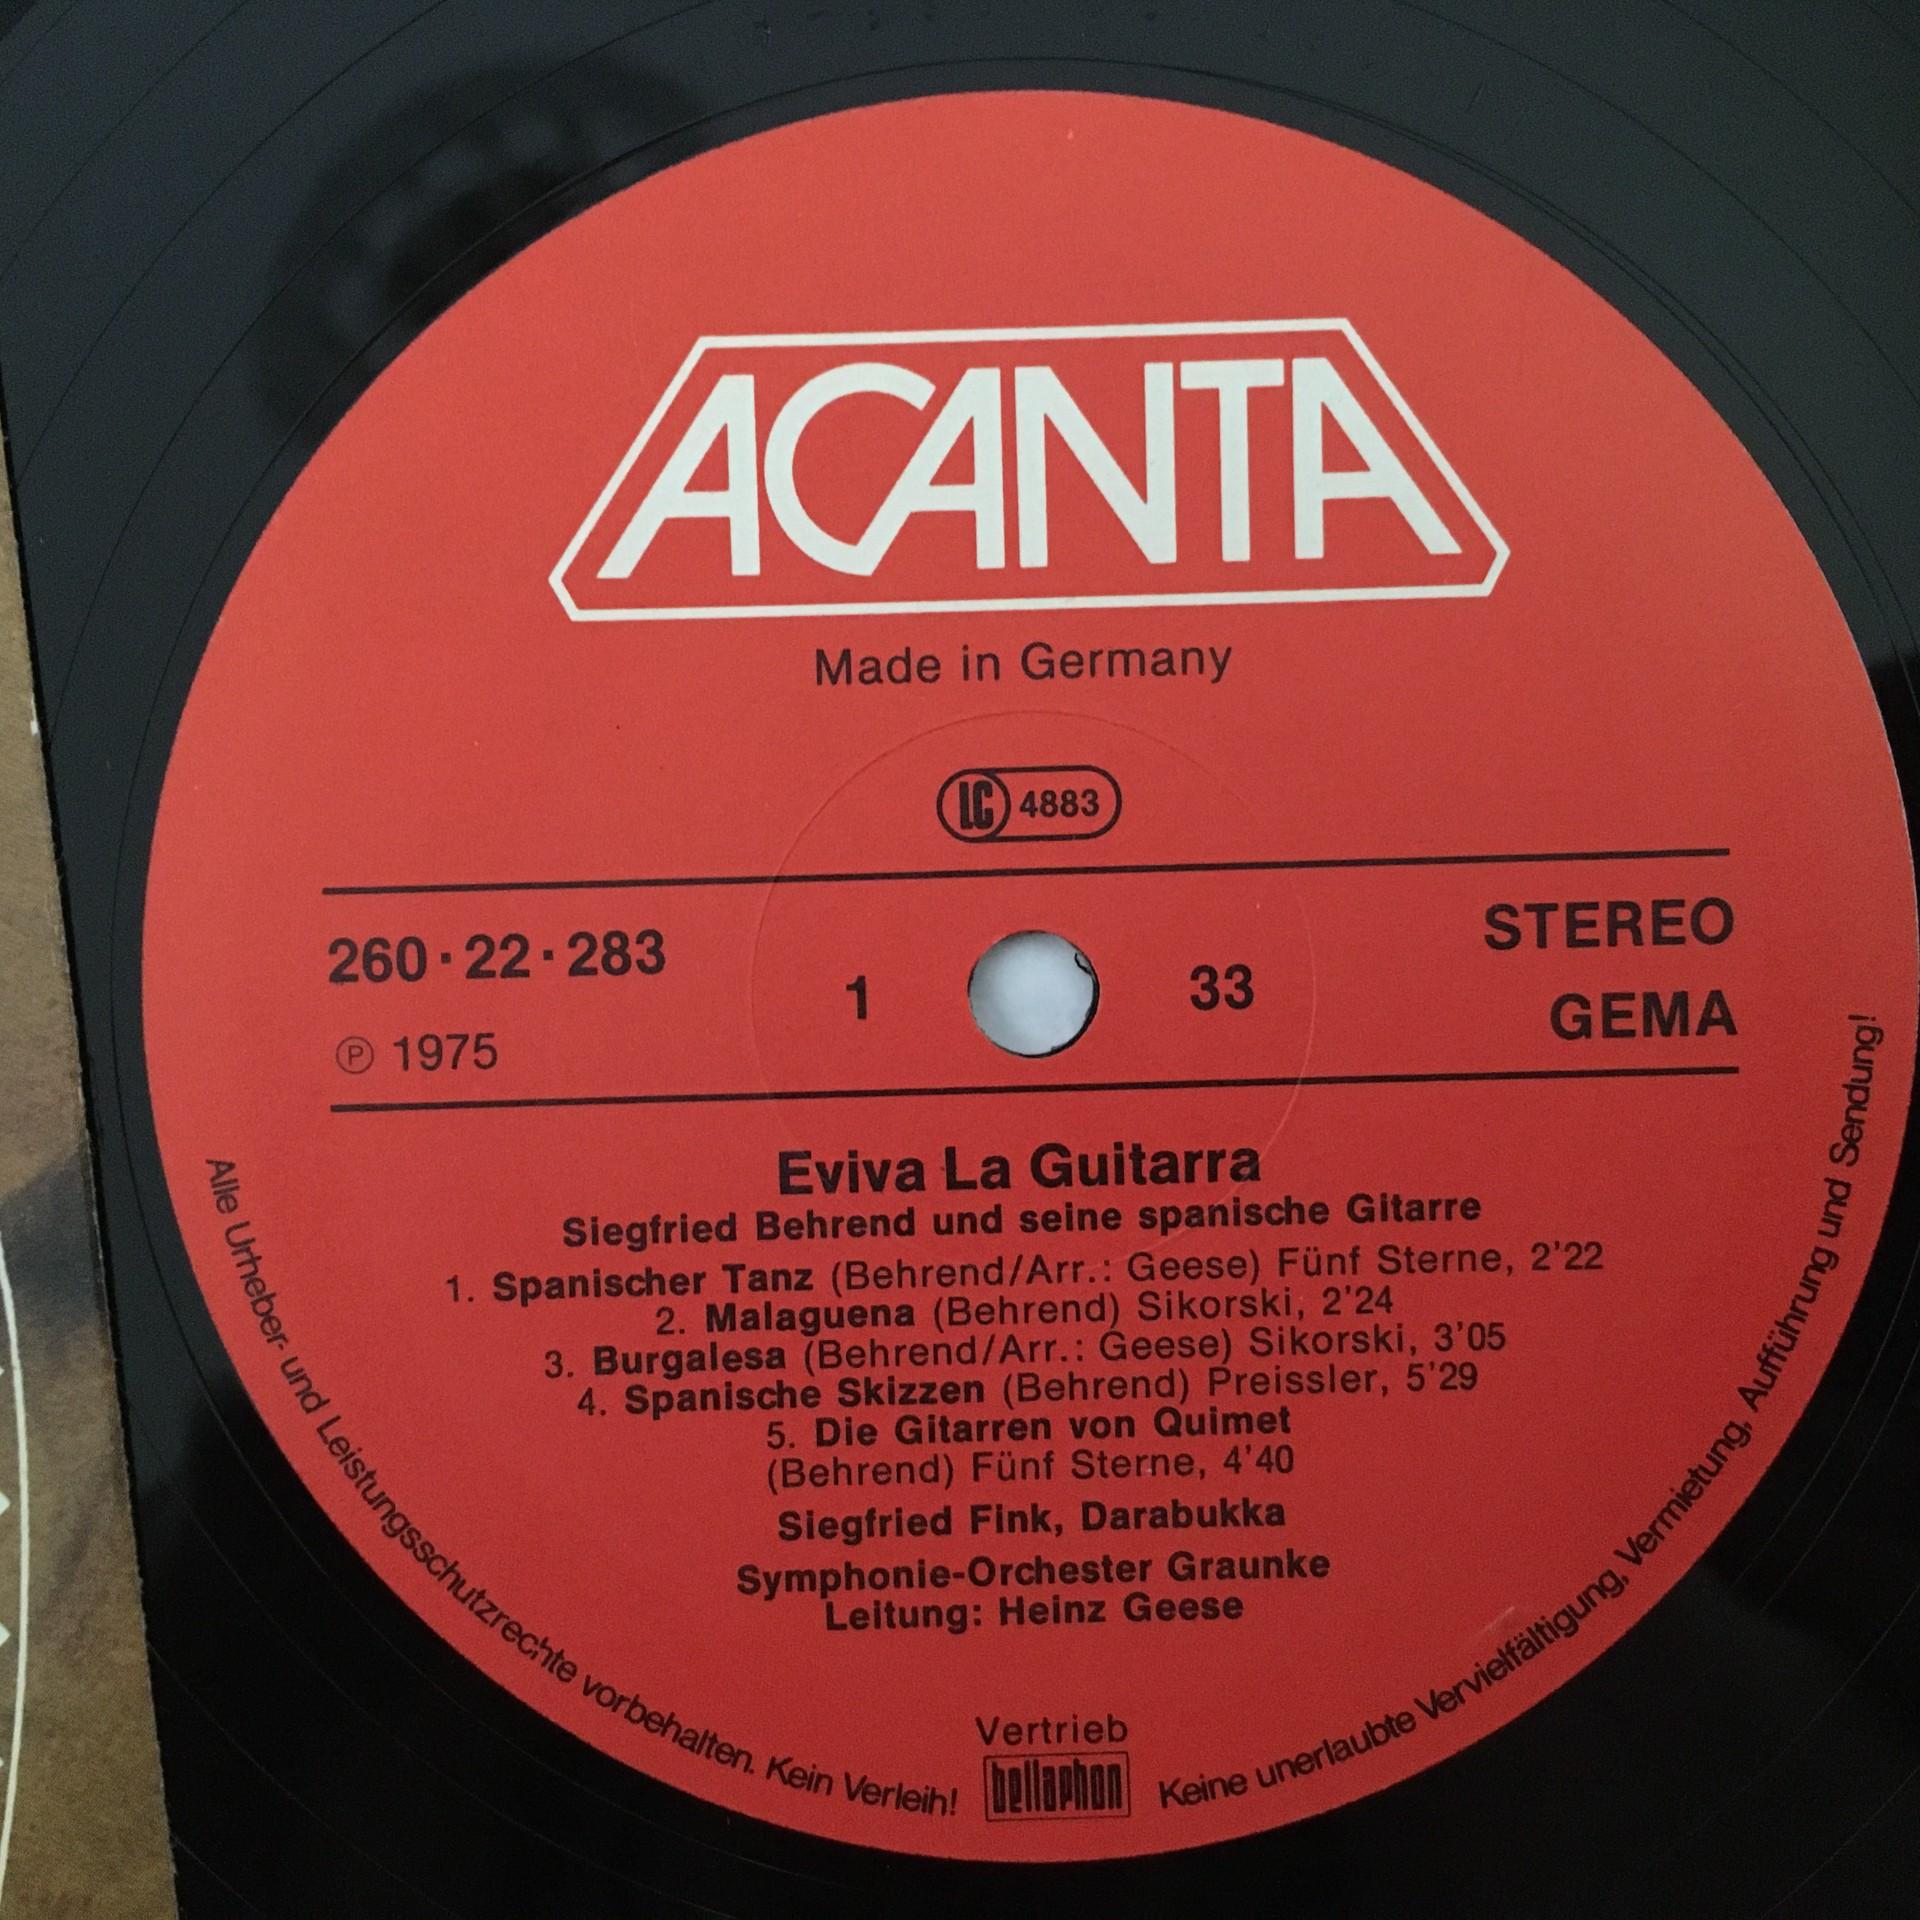 ACANTA
Made in Germany
LC 4883
260·22·283
STEREO
1
33
℗ 1975
GEMA
Eviva La Guitarra
Siegfried Behrend und seine spanische Gitarre
1. Spanischer Tanz (Behrend/Arr.: Geese) Fünf Sterne, 2'22
2. Malaguena (Behrend) Sikorski, 2'24
3. Burgalesa (Behrend/Arr.: Geese) Sikorski, 3'05
4. Spanische Skizzen (Behrend) Preissler, 5'29
5. Die Gitarren von Quimet
(Behrend) Fünf Sterne, 4'40
Siegfried Fink, Darabukka
Symphonie-Orchester Graunke
Leitung: Heinz Geese
Vertrieb
bellaphon
Alle Urheber- und Leistungsschutzrechte vorbehalten. Kein Verleih!
Keine unerlaubte Vervielfältigung, Vermietung, Aufführung und Sendung!